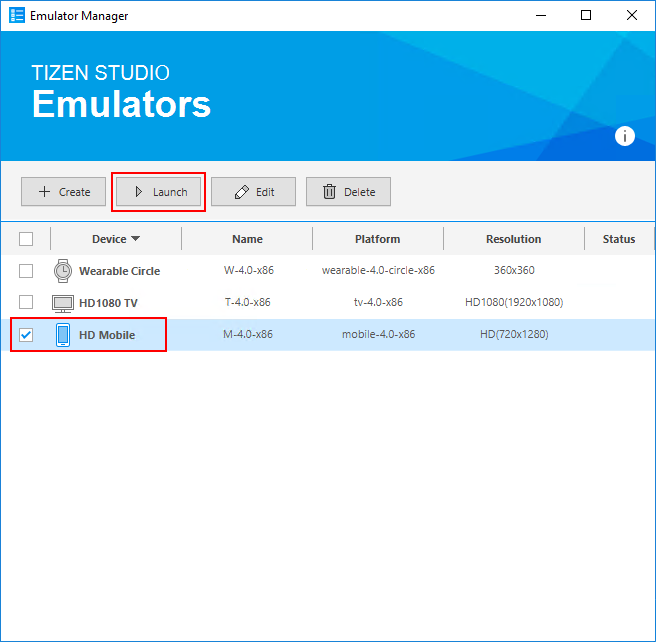 Emulator Manager
TIZEN STUDIO
Emulators
Create Launch Edit Delete
Device Name Platform Resolution Status
Wearable Circle W-4.0-x86 wearable-4.0-circle-x86 360x360
HD1080 TV T-4.0-x86 tv-4.0-x86 HD1080(1920x1080)
HD Mobile M-4.0-x86 mobile-4.0-x86 HD(720x1280)